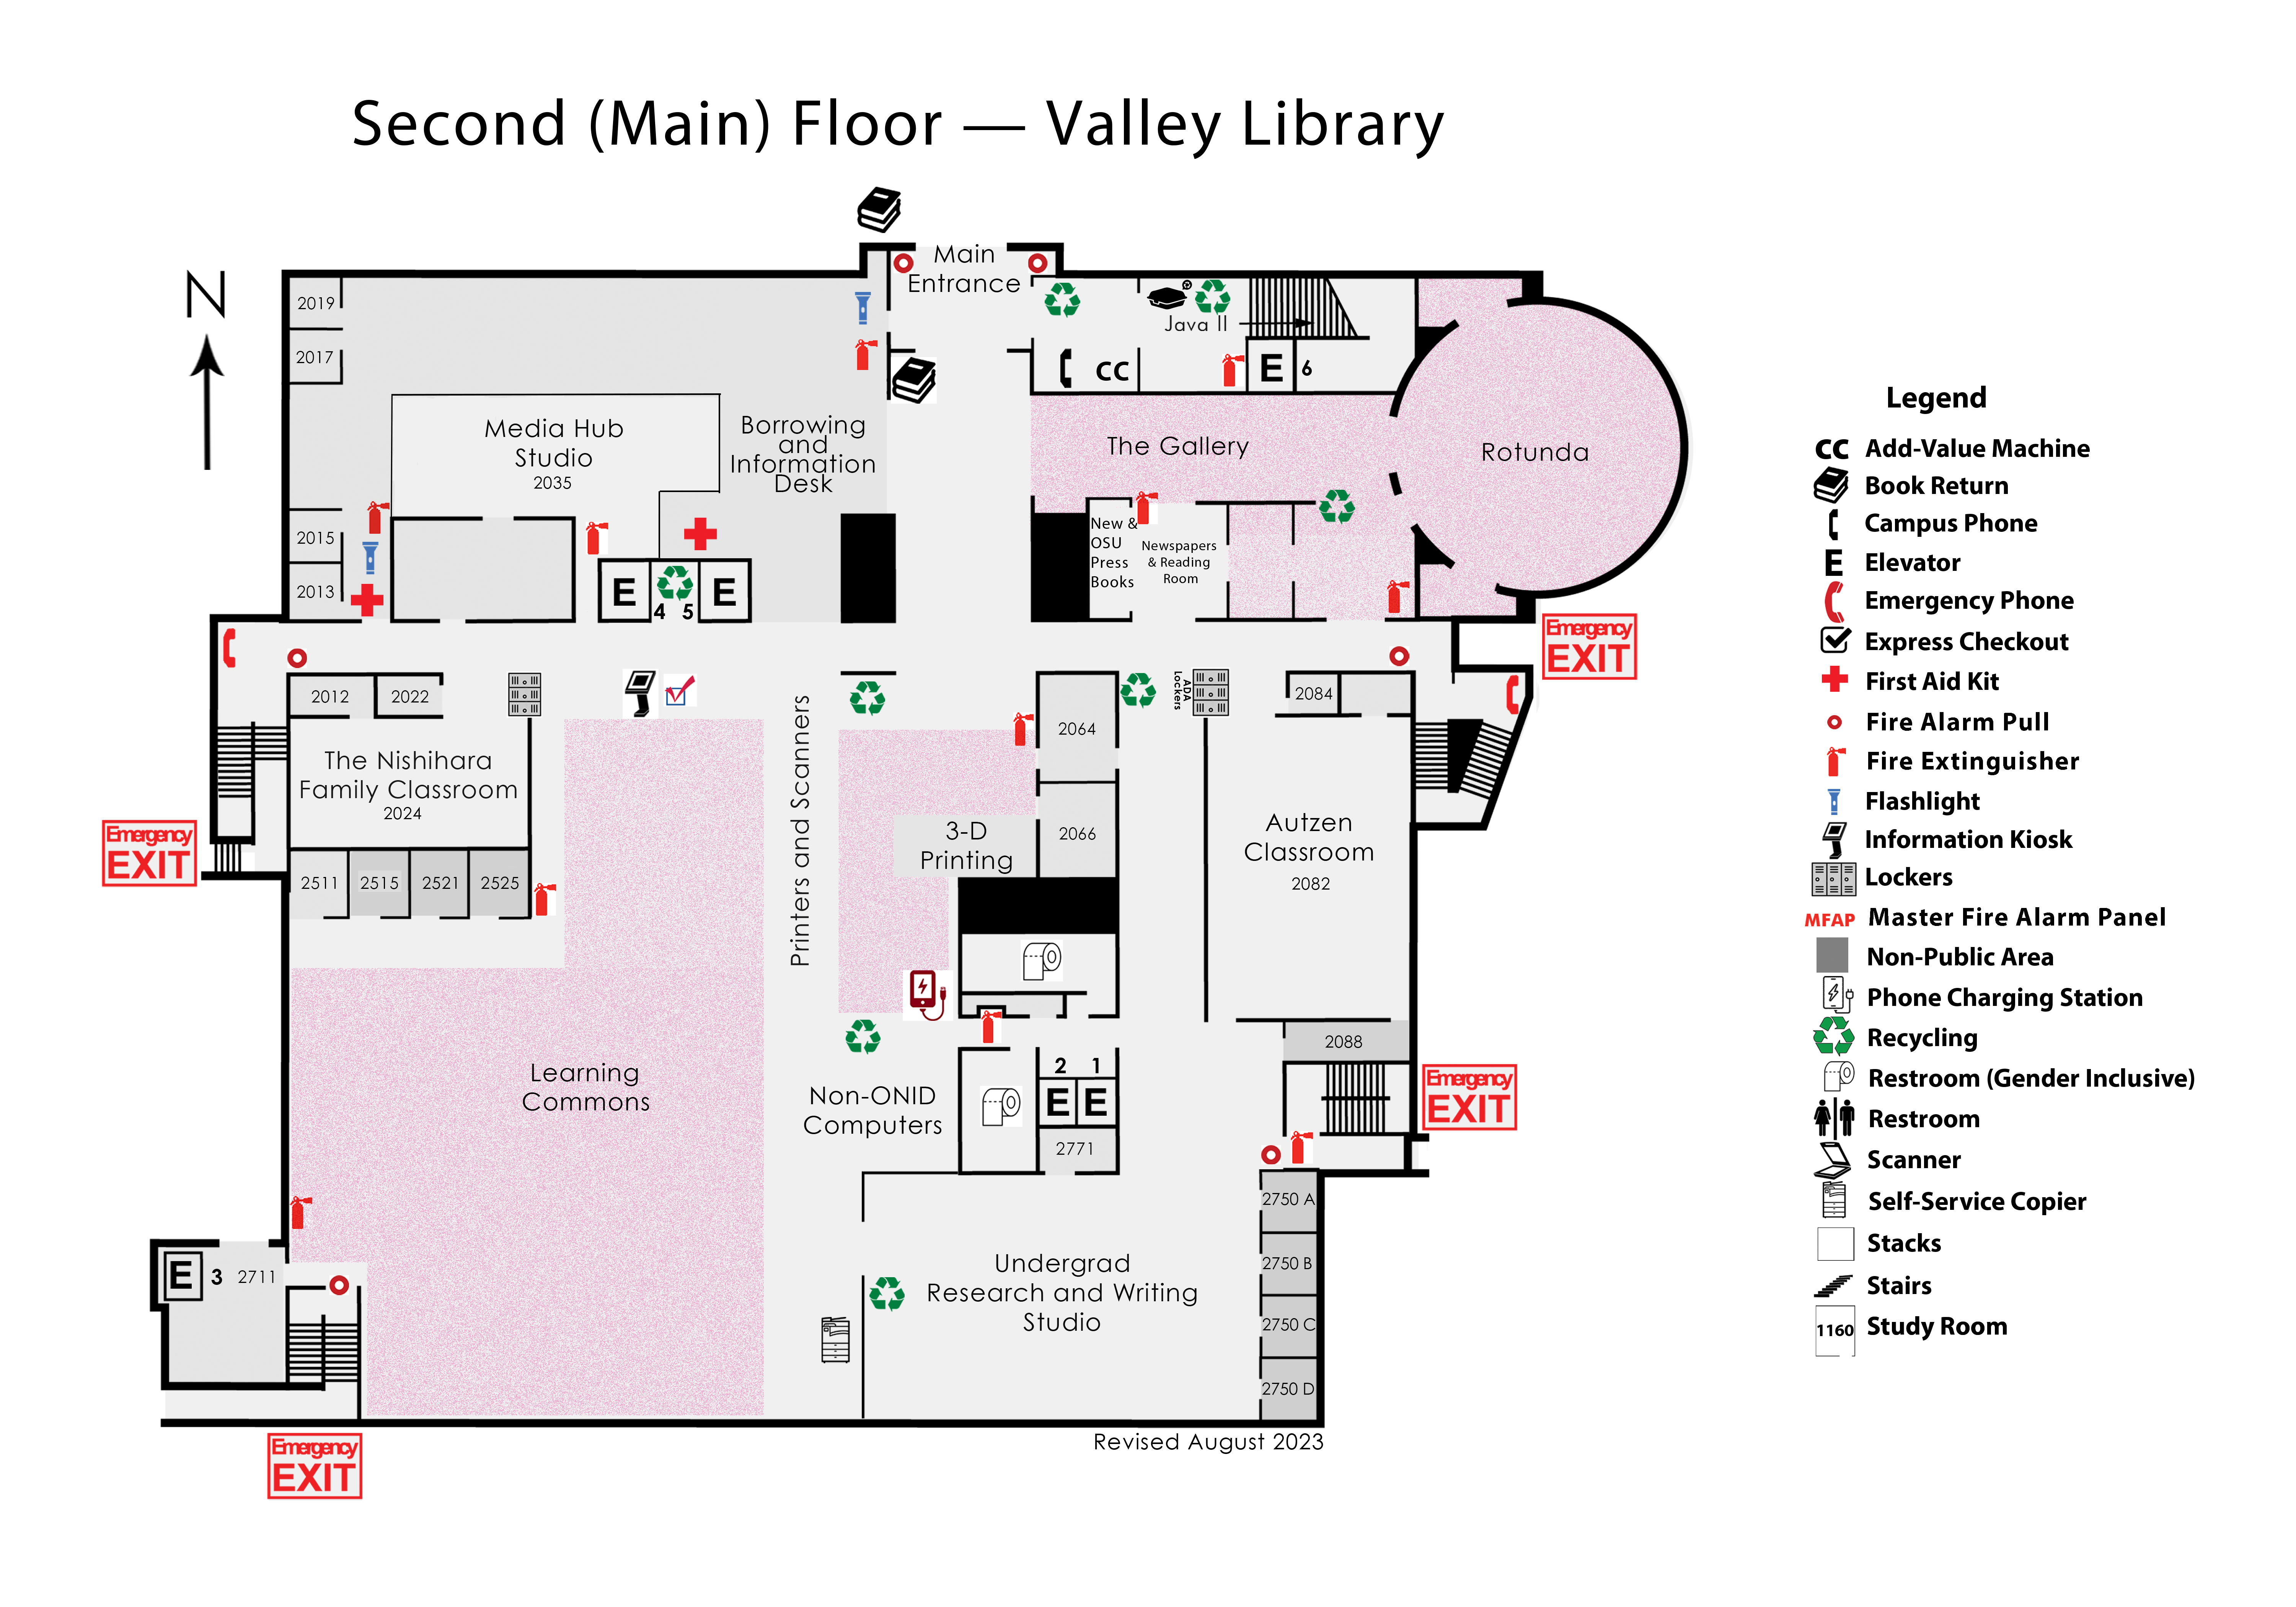 Second (Main) Floor — Valley Library
N
Main
Entrance
2019
2017
Java II
CC
E
6
Media Hub
Studio
2035
Borrowing
and
Information
Desk
The Gallery
Rotunda
2015
2013
E
4
5
E
New &
OSU
Press
Books
Newspapers
& Reading
Room
Emergency
EXIT
2012
2022
ADA
Lockers
2084
The Nishihara
Family Classroom
2024
Printers and Scanners
2064
2066
3-D
Printing
Autzen
Classroom
2082
Emergency
EXIT
2511
2515
2521
2525
2088
Learning
Commons
Non-ONID
Computers
2
1
E
E
2771
Emergency
EXIT
2750 A
2750 B
2750 C
2750 D
Undergrad
Research and Writing
Studio
E
3
2711
Revised August 2023
Emergency
EXIT
Legend
CC Add-Value Machine
Book Return
Campus Phone
E Elevator
Emergency Phone
Express Checkout
First Aid Kit
Fire Alarm Pull
Fire Extinguisher
Flashlight
Information Kiosk
Lockers
MFAP Master Fire Alarm Panel
Non-Public Area
Phone Charging Station
Recycling
Restroom (Gender Inclusive)
Restroom
Scanner
Self-Service Copier
Stacks
Stairs
1160 Study Room